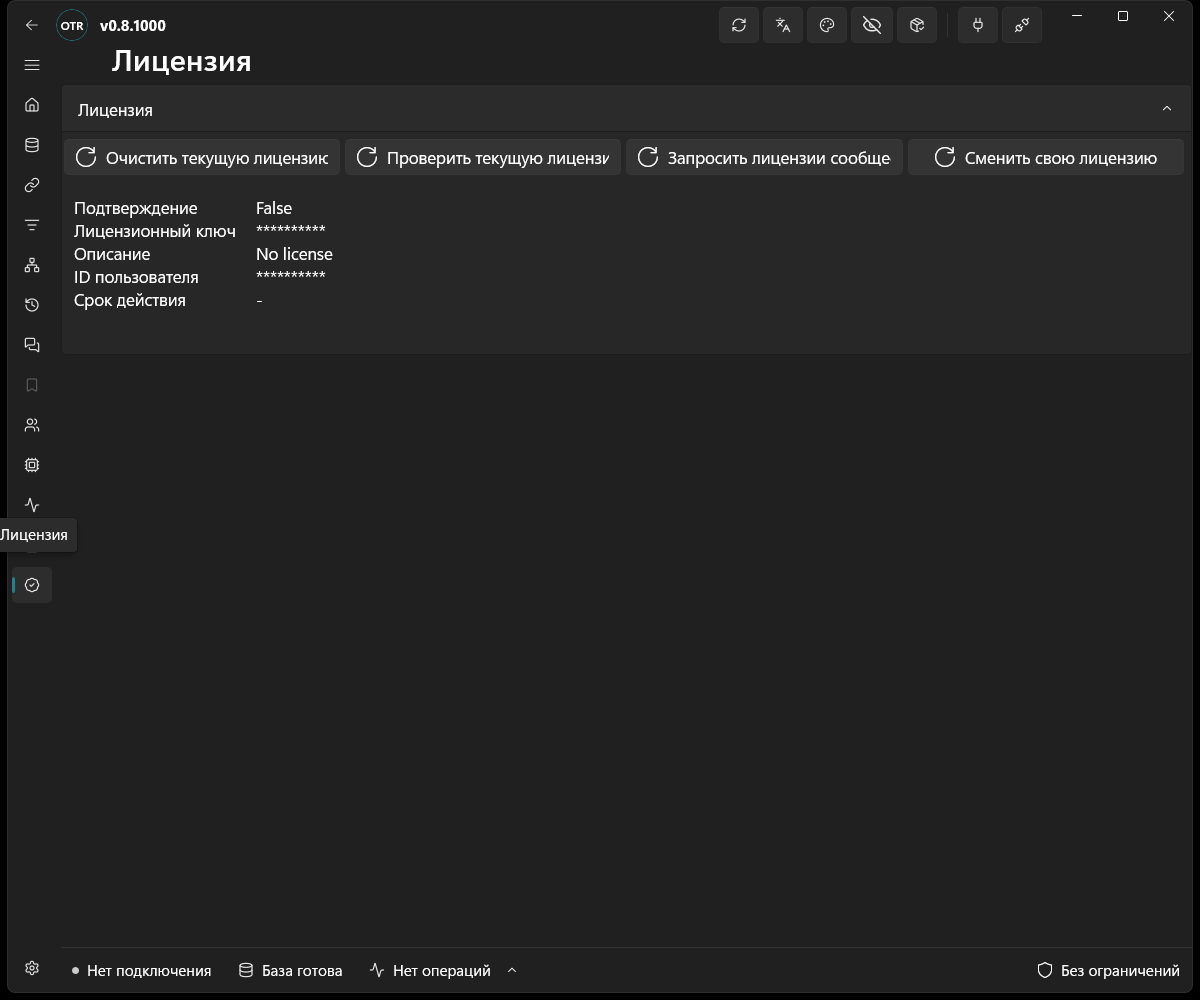 OTR v0.8.1000
Лицензия
Лицензия
Очистить текущую лицензию
Проверить текущую лицензи
Запросить лицензии сообще
Сменить свою лицензию
Подтверждение False
Лицензионный ключ **********
Описание No license
ID пользователя **********
Срок действия -
Лицензия
Нет подключения База готова Нет операций Без ограничений